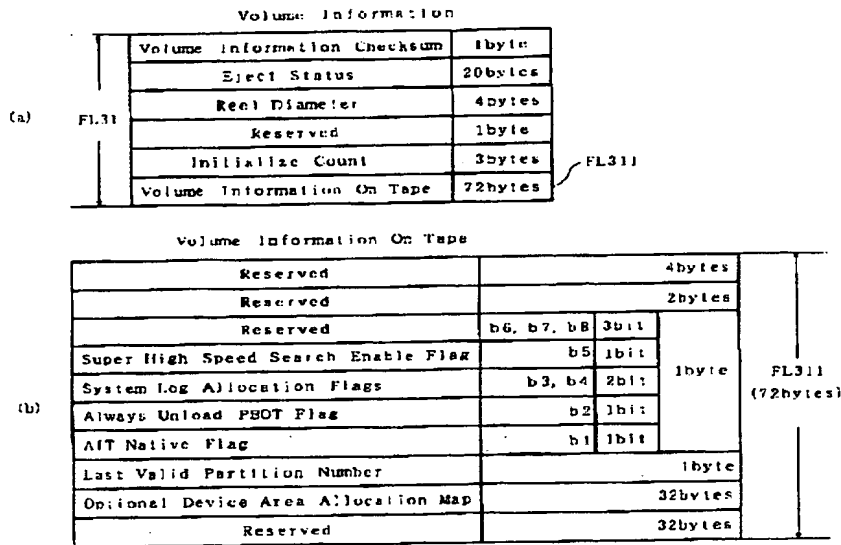 Volume Information
Volume Information Checksum 1byte
Eject Status 20bytes
Reel Diameter 4bytes
(a) FL31 Reserved 1byte
Initialize Count 3bytes
Volume Information On Tape 72bytes FL311
Volume Information On Tape
Reserved 4bytes
Reserved 2bytes
Reserved b6, b7, b8 3bit
Super High Speed Search Enable Flag b5 1bit
System Log Allocation Flags b3, b4 2bit 1byte FL311
(b) Always Unload PBOT Flag b2 1bit (72bytes)
AIT Native Flag b1 1bit
Last Valid Partition Number 1byte
Optional Device Area Allocation Map 32bytes
Reserved 32bytes